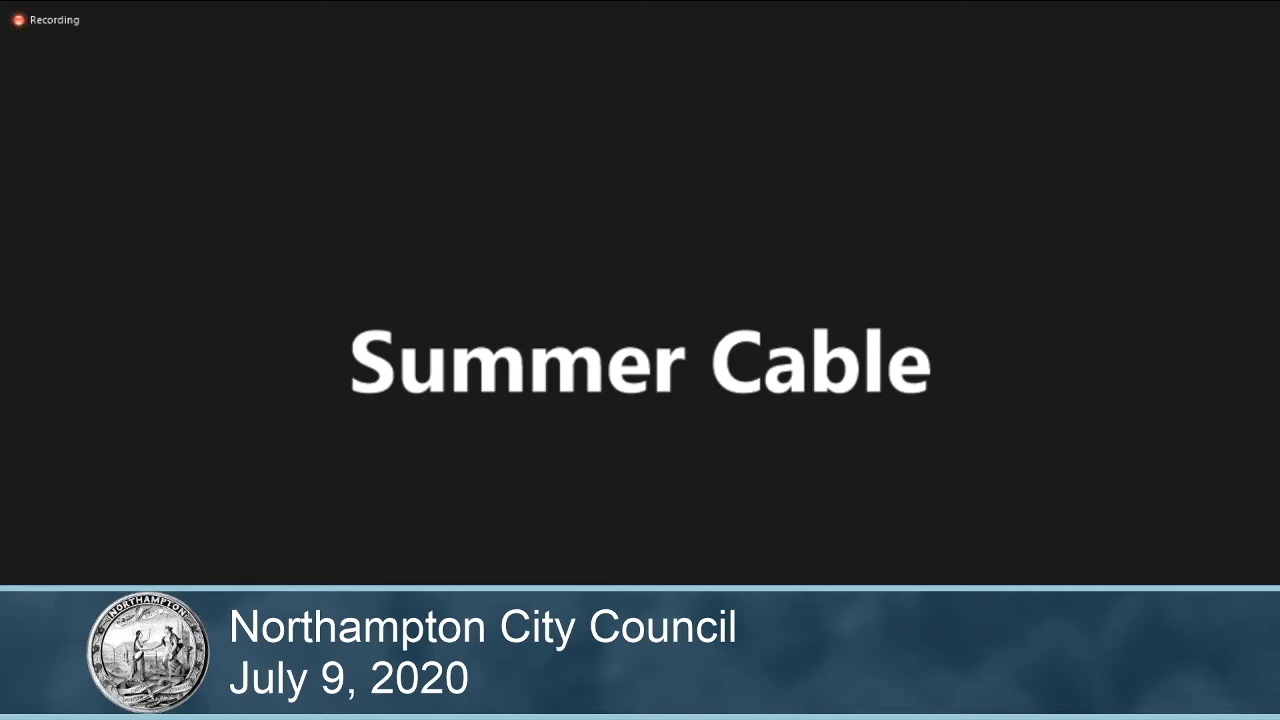 Recording
Summer Cable
NORTHAMPTON
Northampton City Council
July 9, 2020